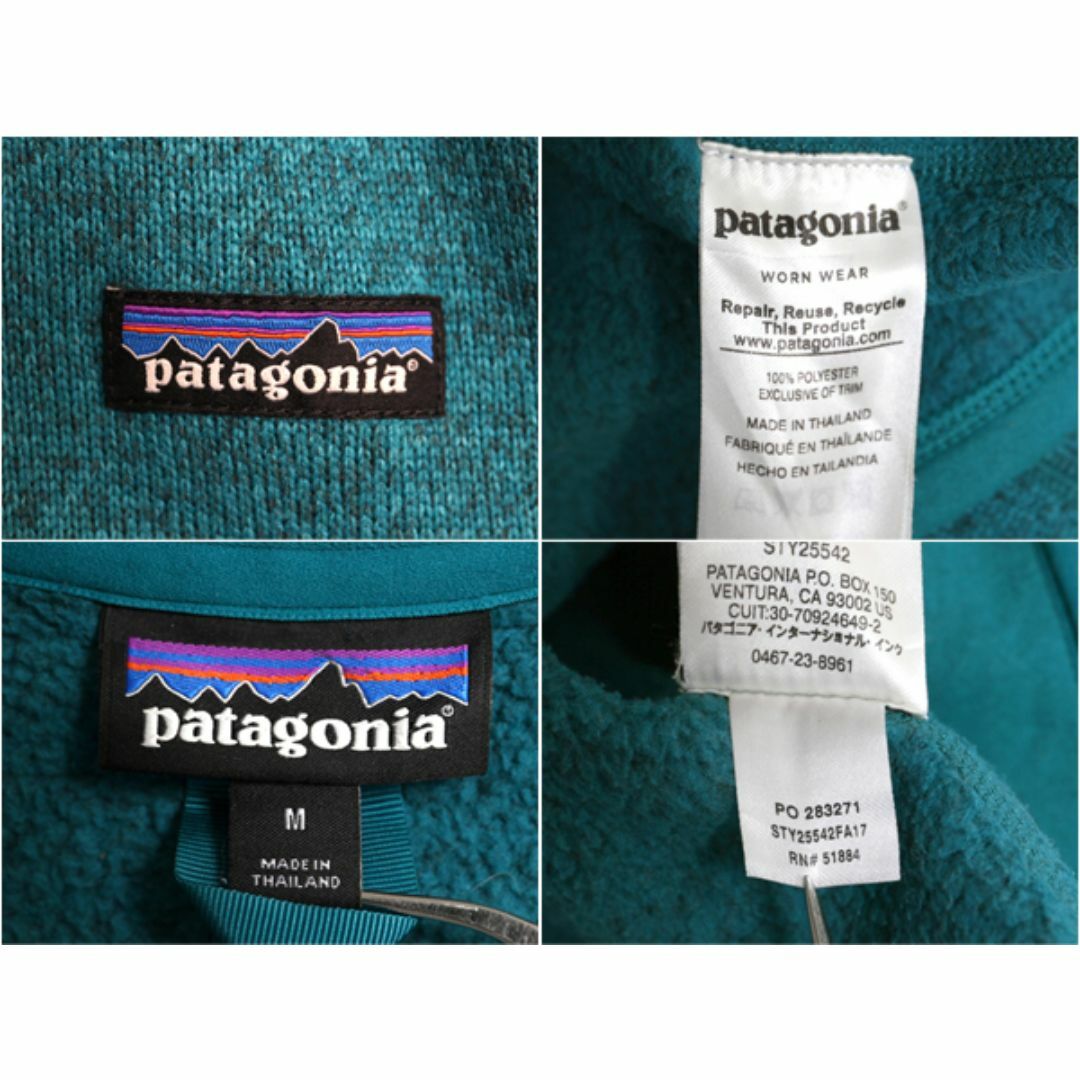 patagonia®
patagonia®
WORN WEAR
Repair, Reuse, Recycle
This Product
www.patagonia.com
100% POLYESTER
EXCLUSIVE OF TRIM
MADE IN THAILAND
FABRIQUÉ EN THAÏLANDE
HECHO EN TAILANDIA
patagonia®
M
MADE IN
THAILAND
STY25542
PATAGONIA P.O. BOX 150
VENTURA, CA 93002 US
CUIT:30-70924649-2
パタゴニア・インターナショナル・インク
0467-23-8961
PO 283271
STY25542FA17
RN# 51884